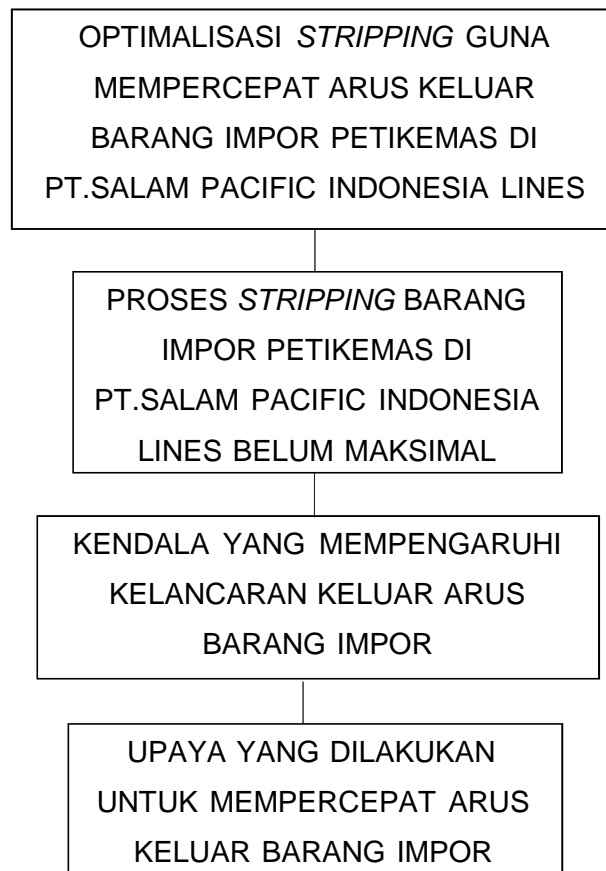 OPTIMALISASI STRIPPING GUNA
MEMPERCEPAT ARUS KELUAR
BARANG IMPOR PETIKEMAS DI
PT.SALAM PACIFIC INDONESIA LINES
PROSES STRIPPING BARANG
IMPOR PETIKEMAS DI
PT.SALAM PACIFIC INDONESIA
LINES BELUM MAKSIMAL
KENDALA YANG MEMPENGARUHI
KELANCARAN KELUAR ARUS
BARANG IMPOR
UPAYA YANG DILAKUKAN
UNTUK MEMPERCEPAT ARUS
KELUAR BARANG IMPOR